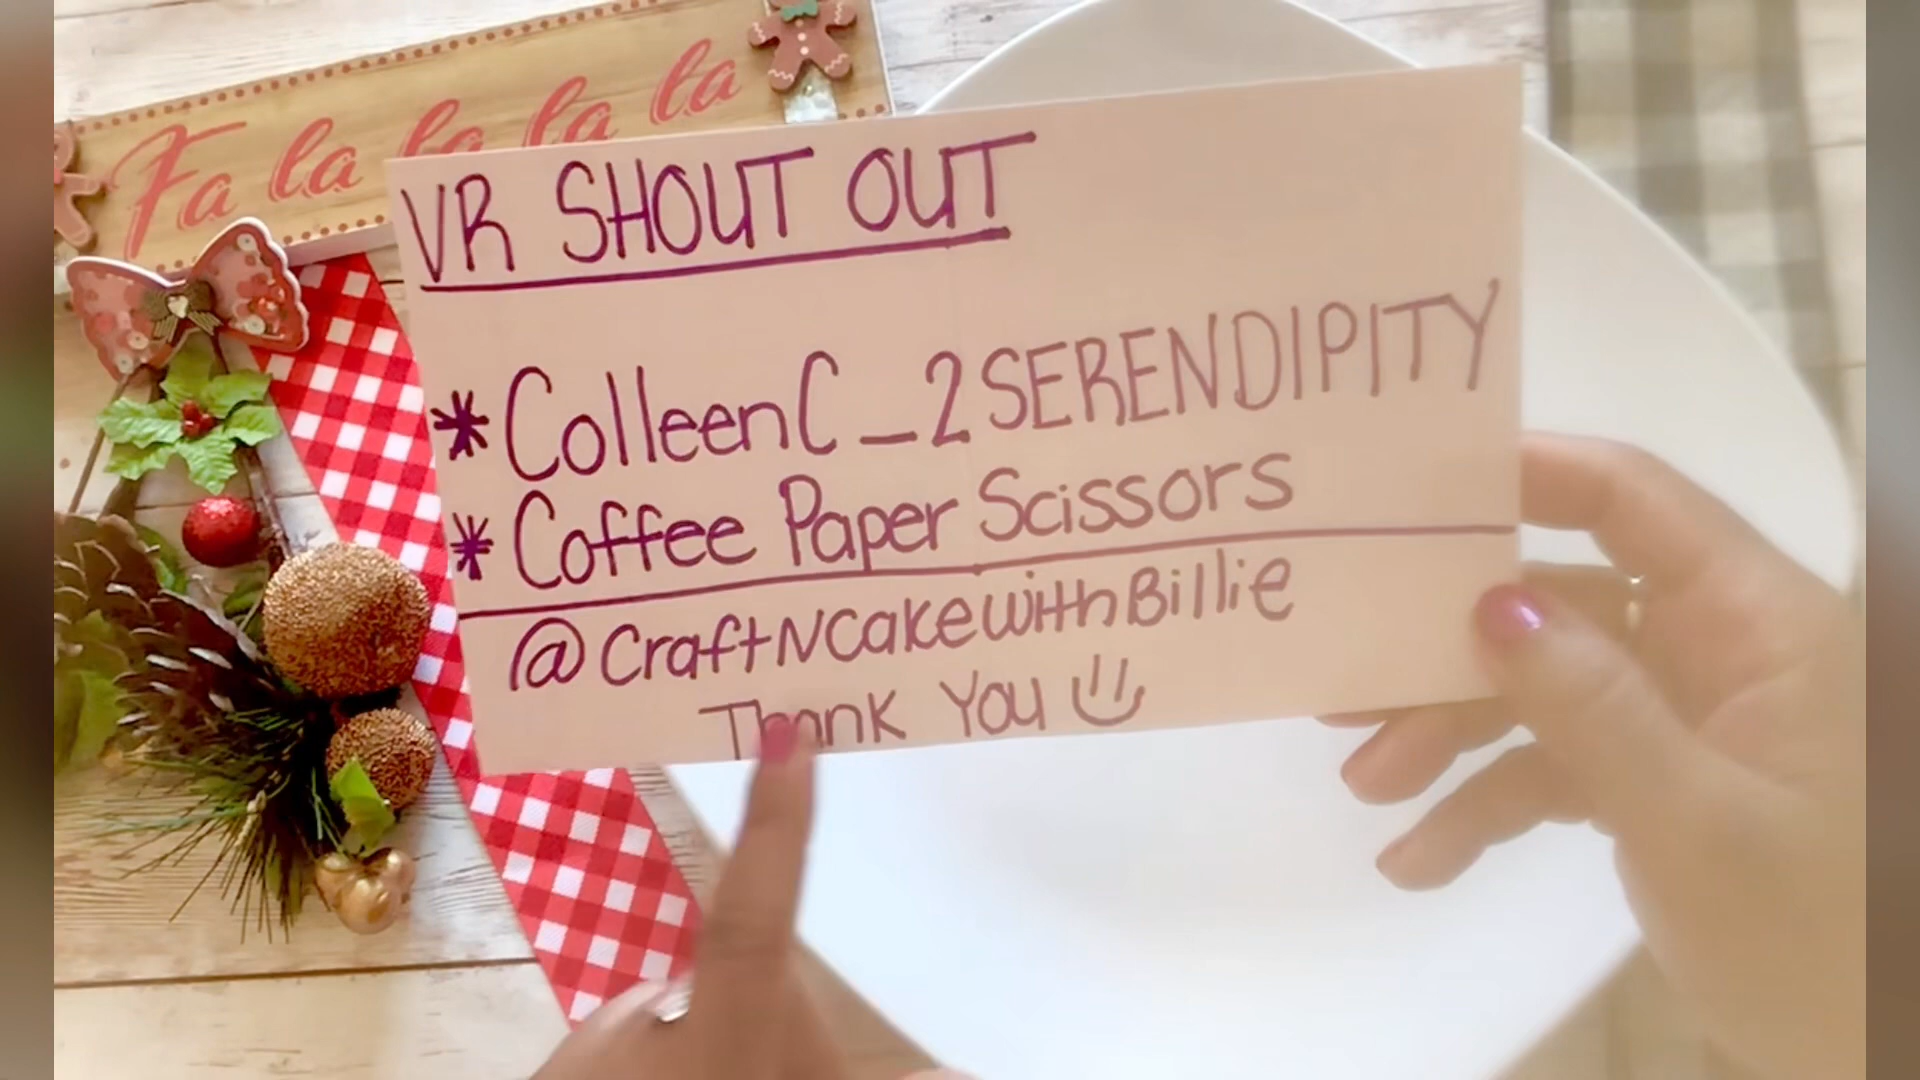 Fa la la la la
VR SHOUT OUT
* ColleenC_2SERENDIPITY
* Coffee Paper Scissors
@CraftNCakewithBillie
Thank You